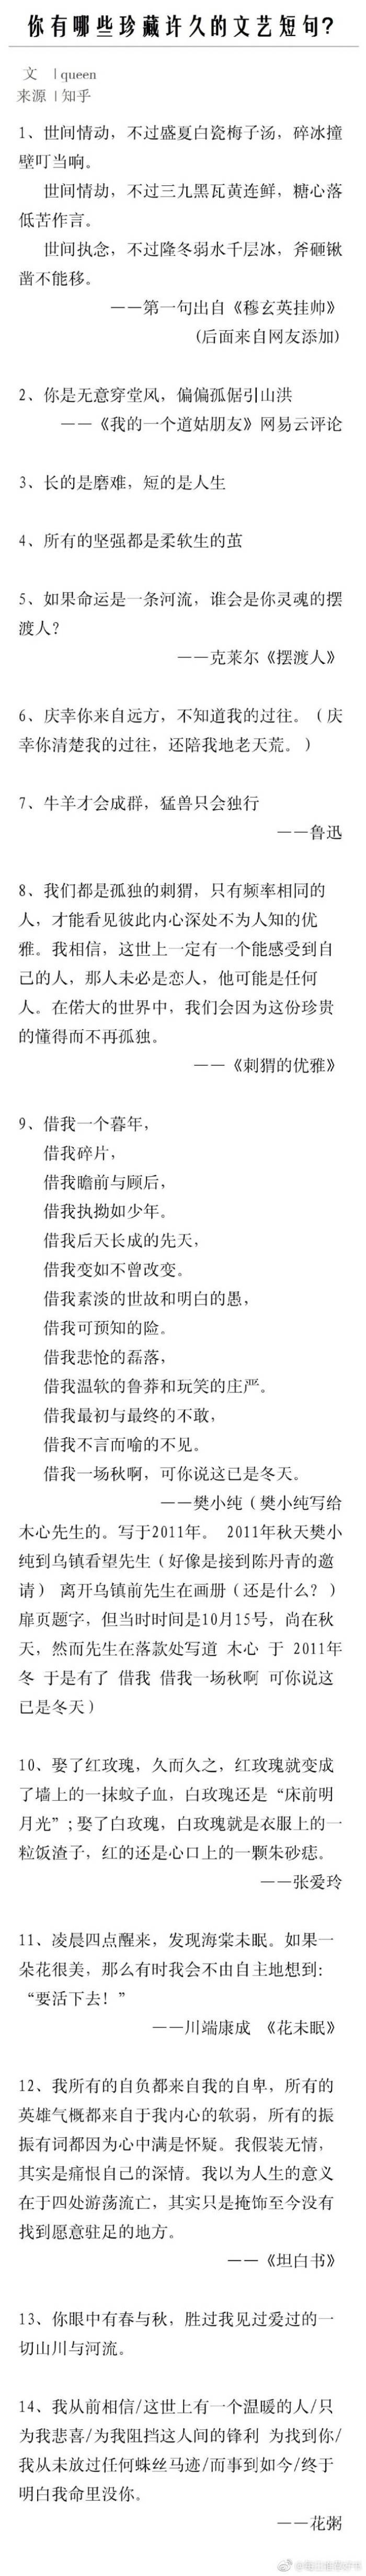 你有哪些珍藏许久的文艺短句？
文 |queen
来源 |知乎
1、世间情动，不过盛夏白瓷梅子汤，碎冰撞
壁叮当响。
世间情劫，不过三九黑瓦黄连鲜，糖心落
低苦作言。
世间执念，不过隆冬弱水千层冰，斧砸锹
凿不能移。
——第一句出自《穆玄英挂帅》
(后面来自网友添加)
2、你是无意穿堂风，偏偏孤倨引山洪
——《我的一个道姑朋友》网易云评论
3、长的是磨难，短的是人生
4、所有的坚强都是柔软生的茧
5、如果命运是一条河流，谁会是你灵魂的摆
渡人？
——克莱尔《摆渡人》
6、庆幸你来自远方，不知道我的过往。（庆
幸你清楚我的过往，还陪我地老天荒。）
7、牛羊才会成群，猛兽只会独行
——鲁迅
8、我们都是孤独的刺猬，只有频率相同的
人，才能看见彼此内心深处不为人知的优
雅。我相信，这世上一定有一个能感受到自
己的人，那人未必是恋人，他可能是任何
人。在偌大的世界中，我们会因为这份珍贵
的懂得而不再孤独。
——《刺猬的优雅》
9、借我一个暮年，
借我碎片，
借我瞻前与顾后，
借我执拗如少年。
借我后天长成的先天，
借我变如不曾改变。
借我素淡的世故和明白的愚，
借我可预知的险。
借我悲怆的磊落，
借我温软的鲁莽和玩笑的庄严。
借我最初与最终的不敢，
借我不言而喻的不见。
借我一场秋啊，可你说这已是冬天。
——樊小纯（樊小纯写给
木心先生的。写于2011年。 2011年秋天樊小
纯到乌镇看望先生（好像是接到陈丹青的邀
请） 离开乌镇前先生在画册（还是什么？）
扉页题字，但当时时间是10月15号，尚在秋
天，然而先生在落款处写道 木心 于 2011年
冬 于是有了 借我 借我一场秋啊 可你说这
已是冬天）
10、娶了红玫瑰，久而久之，红玫瑰就变成
了墙上的一抹蚊子血，白玫瑰还是“床前明
月光”；娶了白玫瑰，白玫瑰就是衣服上的一
粒饭渣子，红的还是心口上的一颗朱砂痣。
——张爱玲
11、凌晨四点醒来，发现海棠未眠。如果一
朵花很美，那么有时我会不由自主地想到：
“要活下去！”
——川端康成 《花未眠》
12、我所有的自负都来自我的自卑，所有的
英雄气概都来自于我内心的软弱，所有的振
振有词都因为心中满是怀疑。我假装无情，
其实是痛恨自己的深情。我以为人生的意义
在于四处游荡流亡，其实只是掩饰至今没有
找到愿意驻足的地方。
——《坦白书》
13、你眼中有春与秋，胜过我见过爱过的一
切山川与河流。
14、我从前相信/这世上有一个温暖的人/只
为我悲喜/为我阻挡这人间的锋利 为找到你/
我从未放过任何蛛丝马迹/而事到如今/终于
明白我命里没你。
——花粥